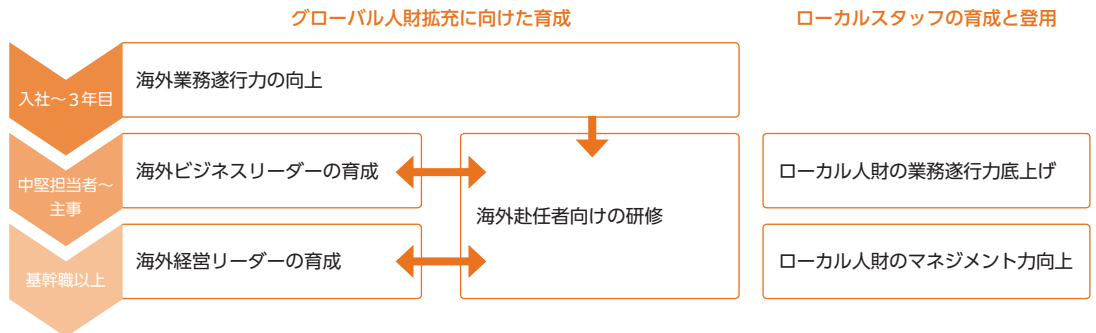 グローバル人財拡充に向けた育成
ローカルスタッフの育成と登用
入社～３年目
海外業務遂行力の向上
中堅担当者～
主事
海外ビジネスリーダーの育成
海外赴任者向けの研修
ローカル人財の業務遂行力底上げ
基幹職以上
海外経営リーダーの育成
ローカル人財のマネジメント力向上